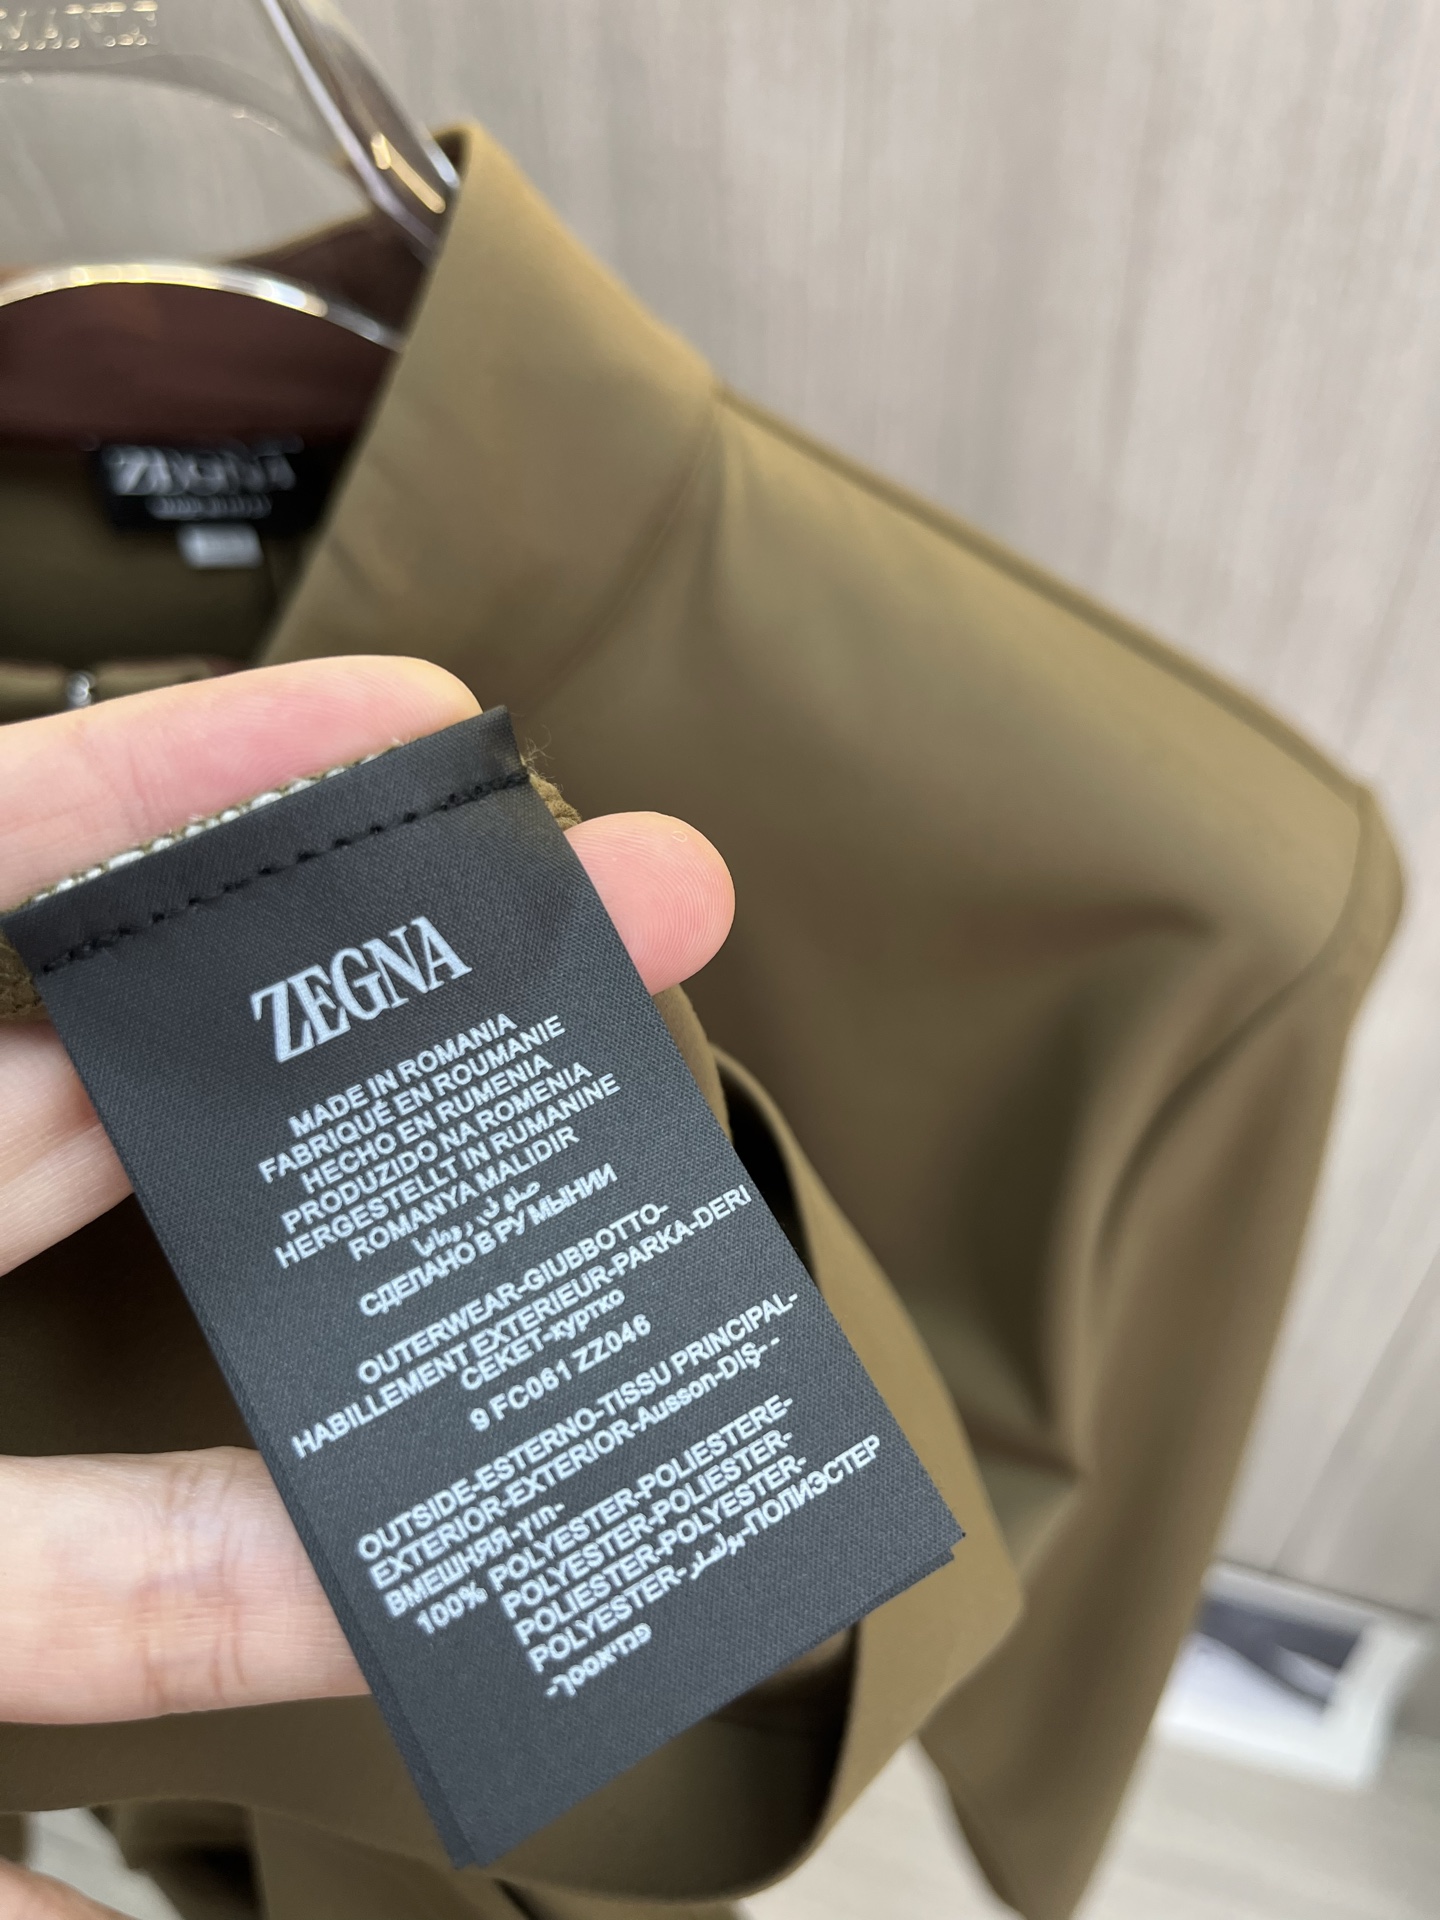 ZEGNA
ZEGNA
MADE IN ROMANIA
FABRIQUÉ EN ROUMANIE
HECHO EN RUMENIA
PRODUZIDO NA ROMENIA
HERGESTELLT IN RUMANINE
ROMANYA MALIDIR
СДЕЛАНО В РУМЫНИИ
OUTERWEAR-GIUBBOTTO-
HABILLEMENT EXTERIEUR-PARKA-DERI
CEKET-куртко
9 FC061 ZZ046
OUTSIDE-ESTERNO-TISSU PRINCIPAL-
EXTERIOR-EXTERIOR-Ausson-DIŞ- -
ВМЕШНЯЯ-ץוח-
100% POLYESTER-POLIESTERE-
POLYESTER-POLIESTER-
POLIESTER-POLYESTER-
POLYESTER-بولستر-ПОЛИЭСТЕР